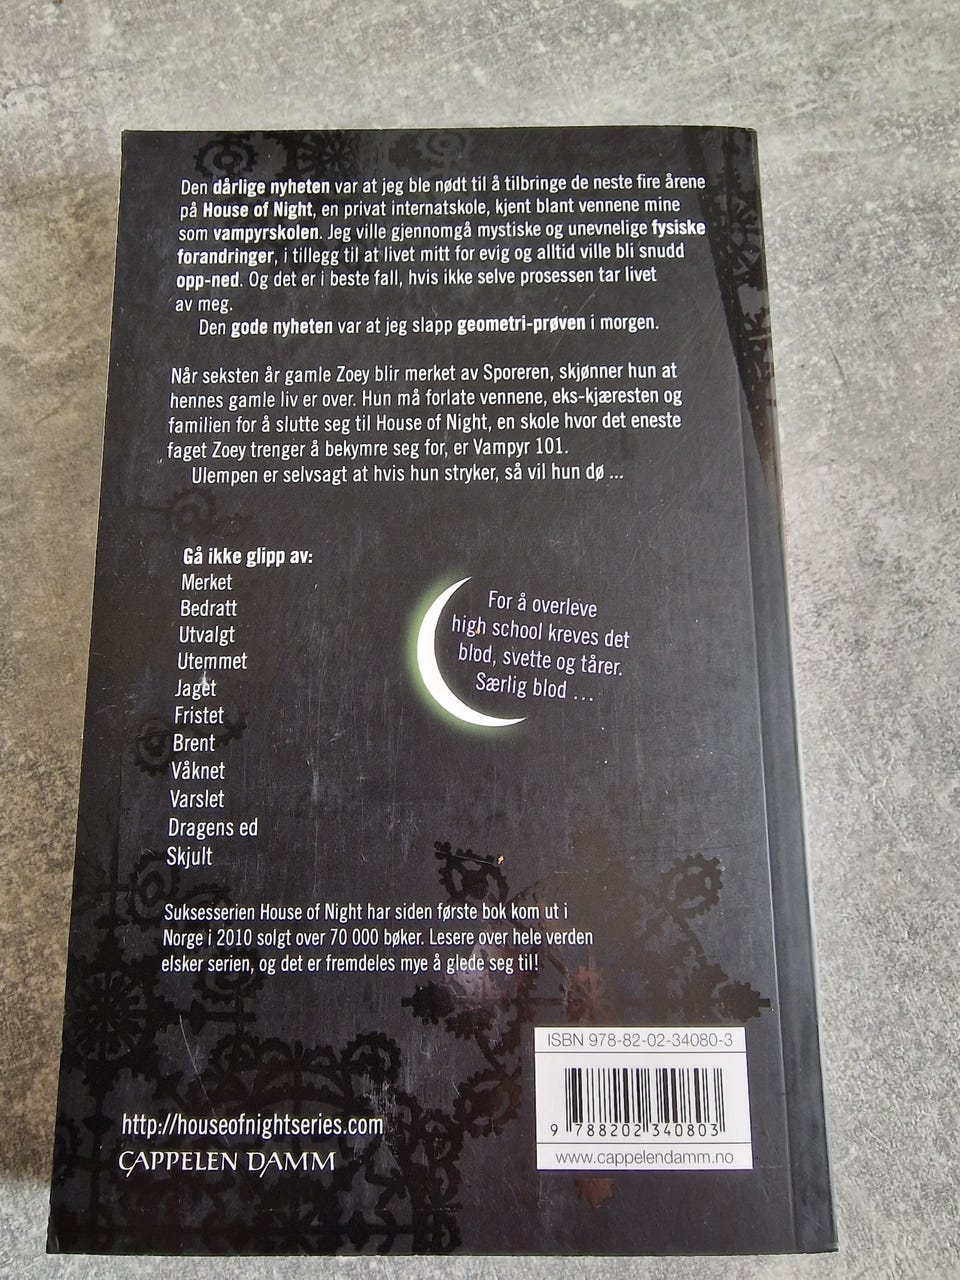 Den dårlige nyheten var at jeg ble nødt til å tilbringe de neste fire årene
på House of Night, en privat internatskole, kjent blant vennene mine
som vampyrskolen. Jeg ville gjennomgå mystiske og unevnelige fysiske
forandringer, i tillegg til at livet mitt for evig og alltid ville bli snudd
opp-ned. Og det er i beste fall, hvis ikke selve prosessen tar livet
av meg.
Den gode nyheten var at jeg slapp geometri-prøven i morgen.
Når seksten år gamle Zoey blir merket av Sporeren, skjønner hun at
hennes gamle liv er over. Hun må forlate vennene, eks-kjæresten og
familien for å slutte seg til House of Night, en skole hvor det eneste
faget Zoey trenger å bekymre seg for, er Vampyr 101.
Ulempen er selvsagt at hvis hun stryker, så vil hun dø ...
Gå ikke glipp av:
Merket
Bedratt
Utvalgt
Utemmet
Jaget
Fristet
Brent
Våknet
Varslet
Dragens ed
Skjult
For å overleve
high school kreves det
blod, svette og tårer.
Særlig blod ...
Suksesserien House of Night har siden første bok kom ut i
Norge i 2010 solgt over 70 000 bøker. Lesere over hele verden
elsker serien, og det er fremdeles mye å glede seg til!
http://houseofnightseries.com
CAPPELEN DAMM
ISBN 978-82-02-34080-3
9 788202 340803
www.cappelendamm.no